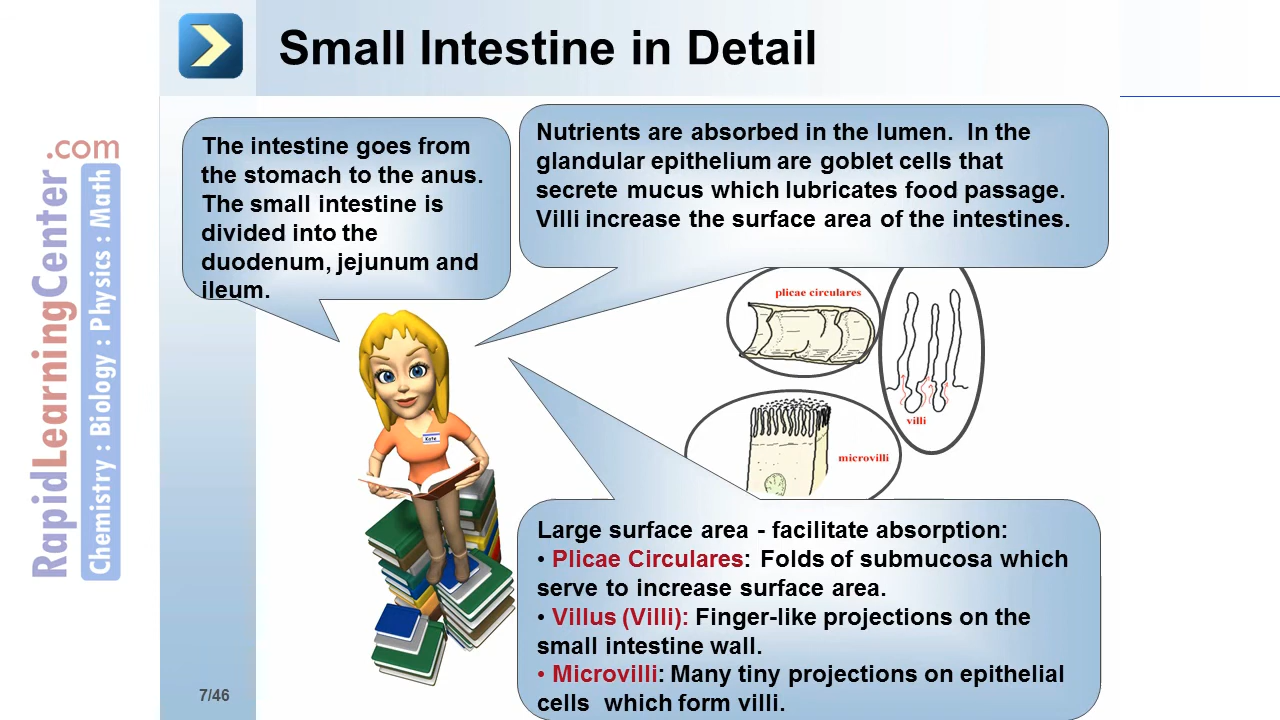 Small Intestine in Detail
RapidLearningCenter.com
Chemistry : Biology : Physics : Math
The intestine goes from
the stomach to the anus.
The small intestine is
divided into the
duodenum, jejunum and
ileum.
Nutrients are absorbed in the lumen.  In the
glandular epithelium are goblet cells that
secrete mucus which lubricates food passage.
Villi increase the surface area of the intestines.
plicae circulares
villi
microvilli
Kate
Large surface area - facilitate absorption:
• Plicae Circulares: Folds of submucosa which
serve to increase surface area.
• Villus (Villi): Finger-like projections on the
small intestine wall.
• Microvilli: Many tiny projections on epithelial
cells  which form villi.
7/46